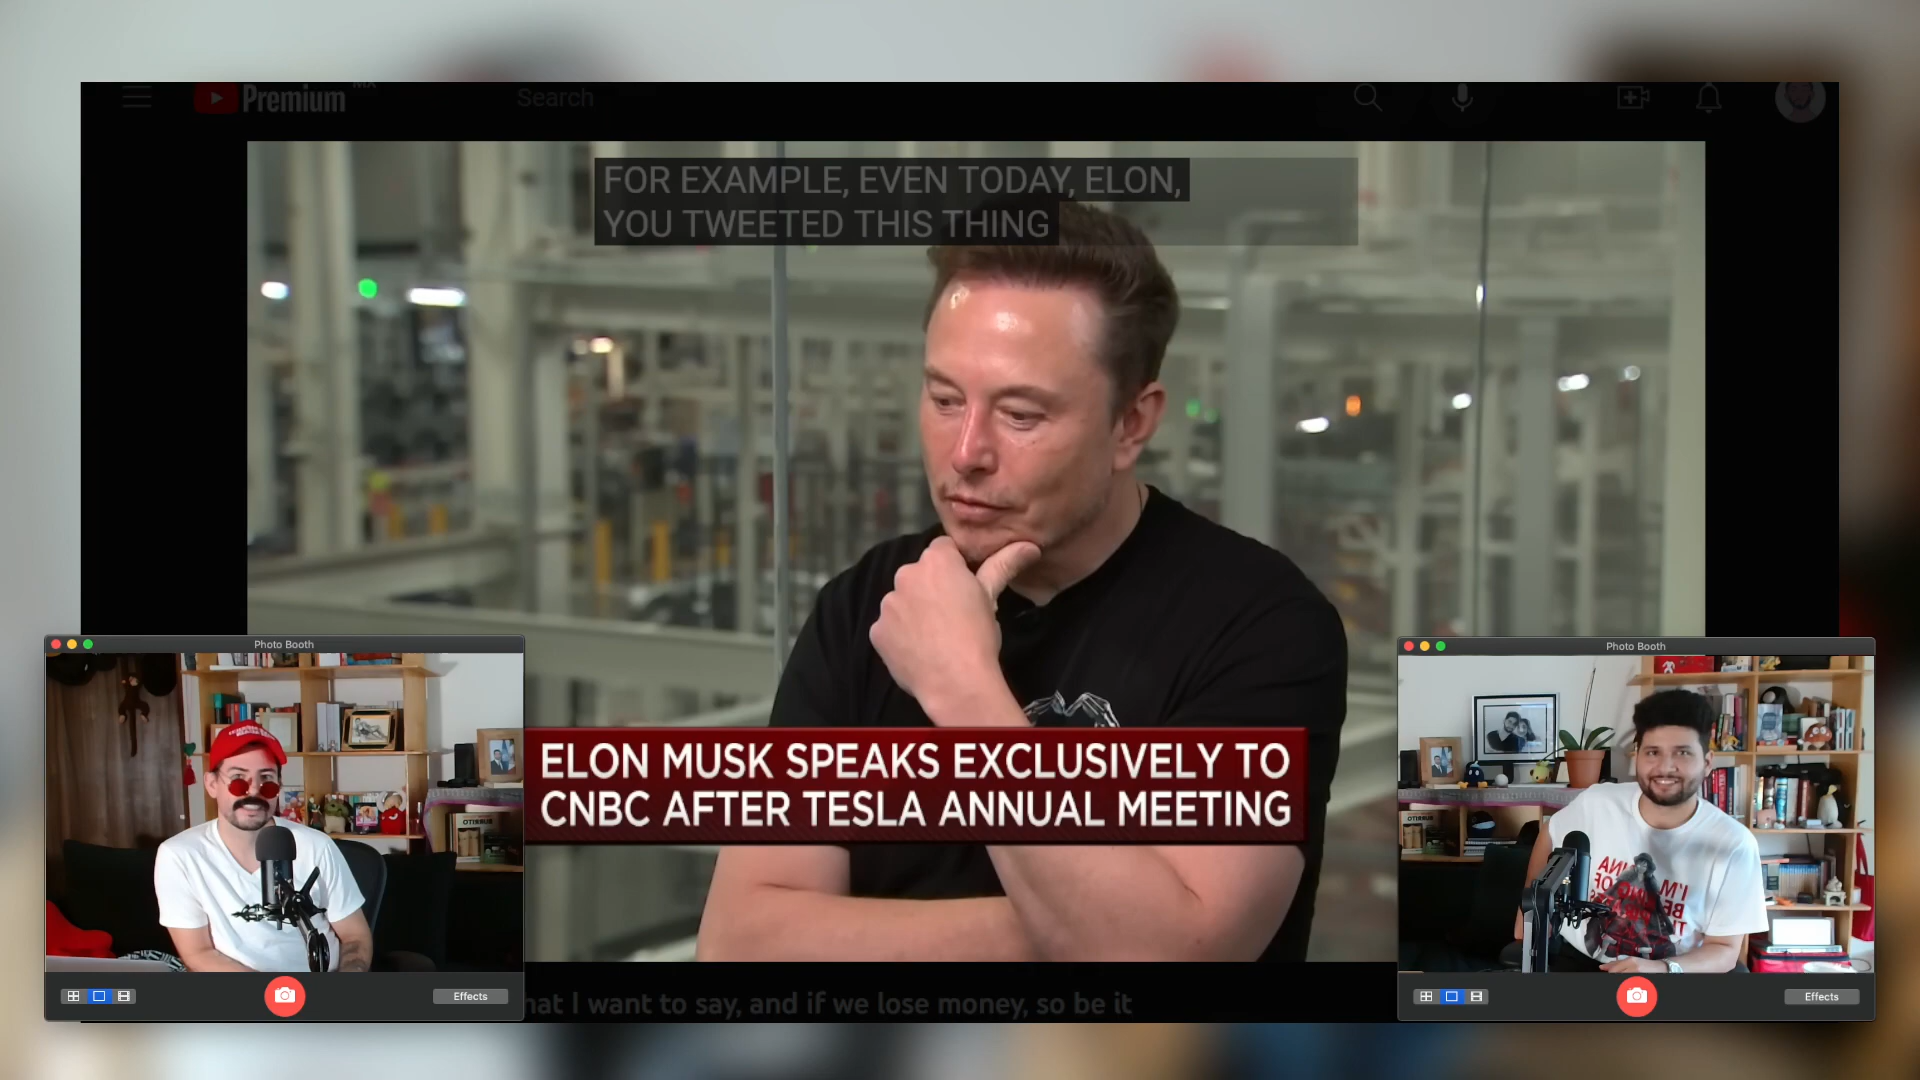 Premium MX
Search
FOR EXAMPLE, EVEN TODAY, ELON,
YOU TWEETED THIS THING
Photo Booth
Photo Booth
ELON MUSK SPEAKS EXCLUSIVELY TO
CNBC AFTER TESLA ANNUAL MEETING
I'M
BE
Effects
Effects
hat I want to say, and if we lose money, so be it